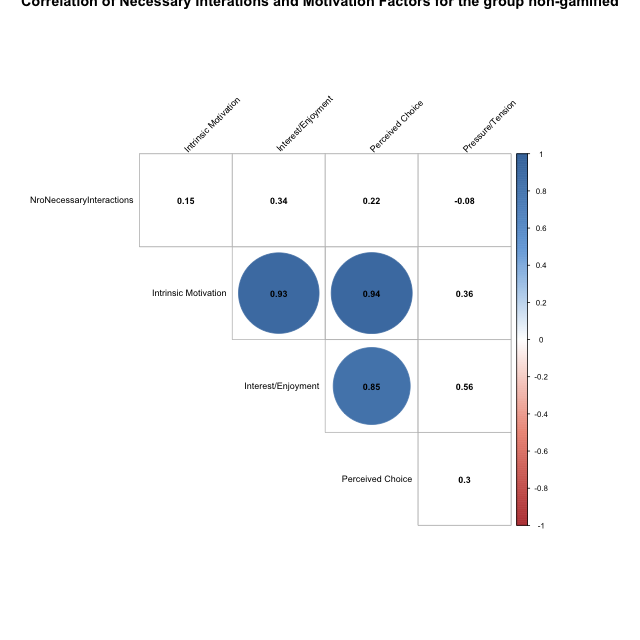 Correlation of Necessary Interations and Motivation Factors for the group non-gamified
Intrinsic Motivation
Interest/Enjoyment
Perceived Choice
Pressure/Tension
NroNecessaryInteractions
0.15
0.34
0.22
-0.08
Intrinsic Motivation
0.93
0.94
0.36
Interest/Enjoyment
0.85
0.56
Perceived Choice
0.3
1
0.8
0.6
0.4
0.2
0
-0.2
-0.4
-0.6
-0.8
-1